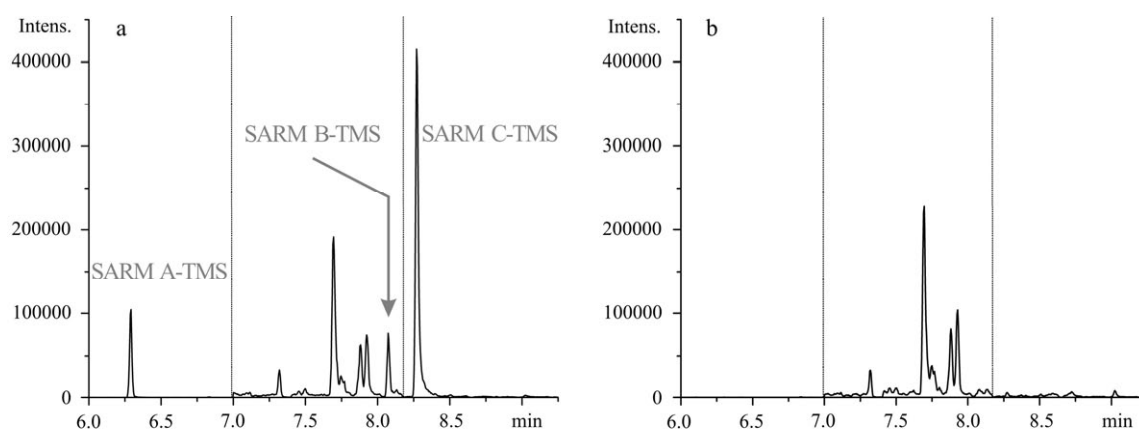 Intens. a
400000
300000
200000
100000
0
SARM A-TMS
SARM B-TMS
SARM C-TMS
6.0 6.5 7.0 7.5 8.0 8.5 min
Intens. b
400000
300000
200000
100000
0
6.0 6.5 7.0 7.5 8.0 8.5 min